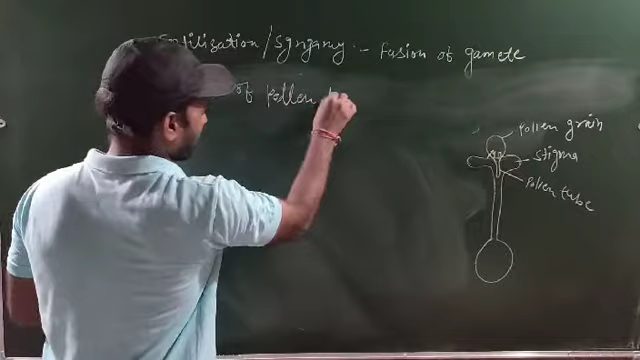 Fertilization/Syngamy:- Fusion of gamete
of Pollen
Pollen grain
Stigma
Pollen tube